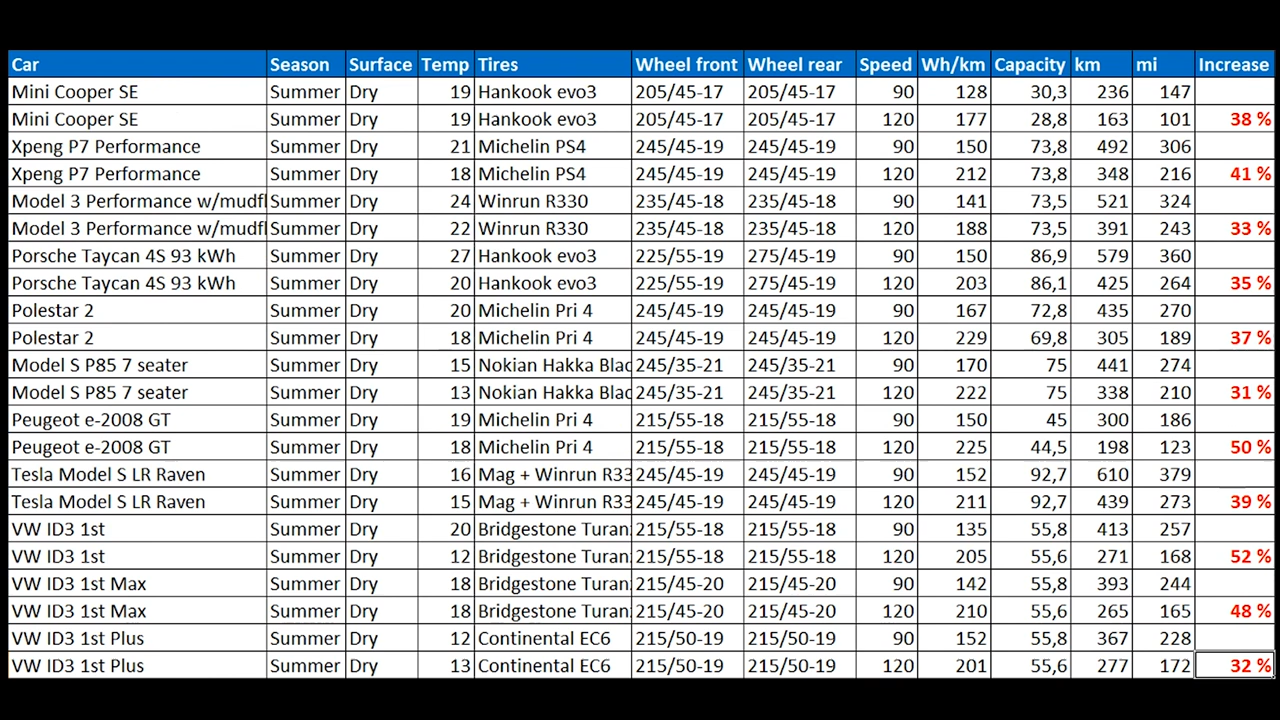 Car Season Surface Temp Tires Wheel front Wheel rear Speed Wh/km Capacity km mi Increase
Mini Cooper SE Summer Dry 19 Hankook evo3 205/45-17 205/45-17 90 128 30,3 236 147
Mini Cooper SE Summer Dry 19 Hankook evo3 205/45-17 205/45-17 120 177 28,8 163 101 38 %
Xpeng P7 Performance Summer Dry 21 Michelin PS4 245/45-19 245/45-19 90 150 73,8 492 306
Xpeng P7 Performance Summer Dry 18 Michelin PS4 245/45-19 245/45-19 120 212 73,8 348 216 41 %
Model 3 Performance w/mudfl Summer Dry 24 Winrun R330 235/45-18 235/45-18 90 141 73,5 521 324
Model 3 Performance w/mudfl Summer Dry 22 Winrun R330 235/45-18 235/45-18 120 188 73,5 391 243 33 %
Porsche Taycan 4S 93 kWh Summer Dry 27 Hankook evo3 225/55-19 275/45-19 90 150 86,9 579 360
Porsche Taycan 4S 93 kWh Summer Dry 20 Hankook evo3 225/55-19 275/45-19 120 203 86,1 425 264 35 %
Polestar 2 Summer Dry 20 Michelin Pri 4 245/45-19 245/45-19 90 167 72,8 435 270
Polestar 2 Summer Dry 18 Michelin Pri 4 245/45-19 245/45-19 120 229 69,8 305 189 37 %
Model S P85 7 seater Summer Dry 15 Nokian Hakka Blac 245/35-21 245/35-21 90 170 75 441 274
Model S P85 7 seater Summer Dry 13 Nokian Hakka Blac 245/35-21 245/35-21 120 222 75 338 210 31 %
Peugeot e-2008 GT Summer Dry 19 Michelin Pri 4 215/55-18 215/55-18 90 150 45 300 186
Peugeot e-2008 GT Summer Dry 18 Michelin Pri 4 215/55-18 215/55-18 120 225 44,5 198 123 50 %
Tesla Model S LR Raven Summer Dry 16 Mag + Winrun R33 245/45-19 245/45-19 90 152 92,7 610 379
Tesla Model S LR Raven Summer Dry 15 Mag + Winrun R33 245/45-19 245/45-19 120 211 92,7 439 273 39 %
VW ID3 1st Summer Dry 20 Bridgestone Turan 215/55-18 215/55-18 90 135 55,8 413 257
VW ID3 1st Summer Dry 12 Bridgestone Turan 215/55-18 215/55-18 120 205 55,6 271 168 52 %
VW ID3 1st Max Summer Dry 18 Bridgestone Turan 215/45-20 215/45-20 90 142 55,8 393 244
VW ID3 1st Max Summer Dry 18 Bridgestone Turan 215/45-20 215/45-20 120 210 55,6 265 165 48 %
VW ID3 1st Plus Summer Dry 12 Continental EC6 215/50-19 215/50-19 90 152 55,8 367 228
VW ID3 1st Plus Summer Dry 13 Continental EC6 215/50-19 215/50-19 120 201 55,6 277 172 32 %